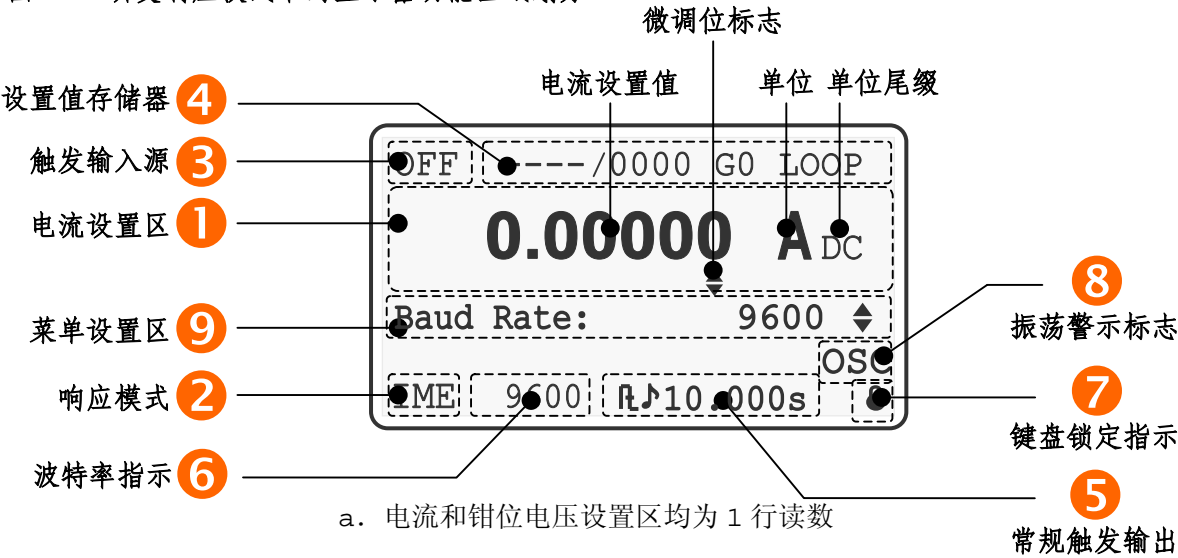 微调位标志
电流设置值 单位 单位尾缀
设置值存储器 4
触发输入源 3
电流设置区 1
菜单设置区 9
响应模式 2
波特率指示 6
OFF ----/0000 G0 LOOP
0.00000 A DC
Baud Rate: 9600
OSC
IME 9600 ♪10.000s
8
振荡警示标志
7
键盘锁定指示
5
常规触发输出
a. 电流和钳位电压设置区均为 1 行读数